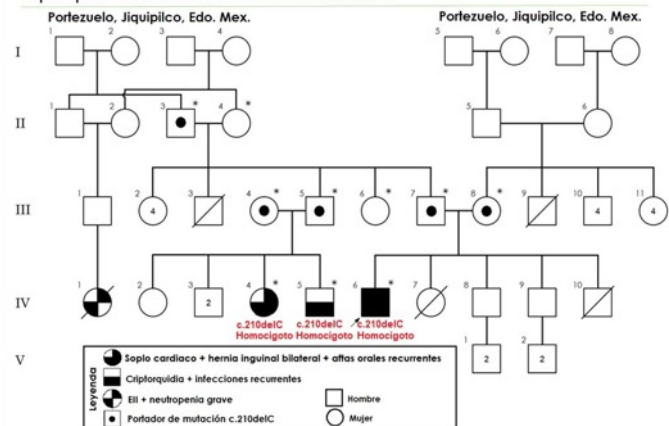 Portezuelo, Jiquipilco, Edo. Mex. Portezuelo, Jiquipilco, Edo. Mex.
I 1 2 3 4 5 6 7 8
II 1 2 3 * 4 * 5 6
III 1 2 4 3 4 * 5 * 6 * 7 * 8 * 9 10 4 11 4
IV 1 2 3 2 4 * 5 * 6 * 7 8 9 10
c.210delC c.210delC c.210delC
Homocigoto Homocigoto Homocigoto
V 1 2 2 2
Leyenda
Soplo cardiaco + hernia inguinal bilateral + aftas orales recurrentes
Criptorquidia + infecciones recurrentes
EII + neutropenia grave Hombre
Portador de mutación c.210delC Mujer